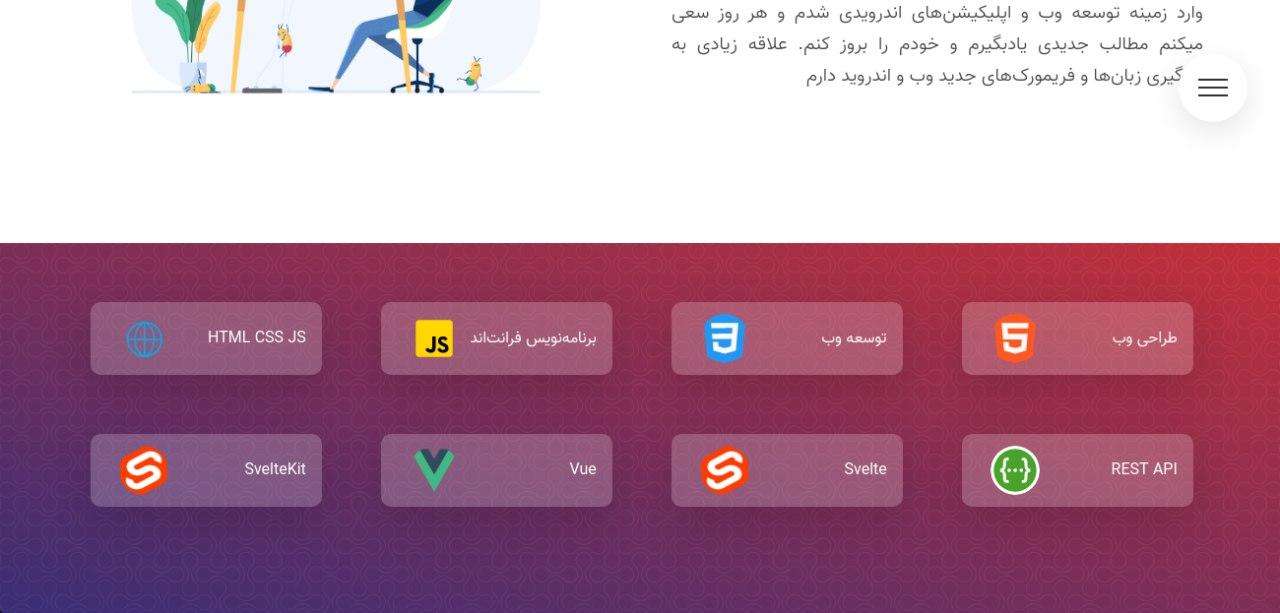 وارد زمینه توسعه وب و اپلیکیشن‌های اندرویدی شدم و هر روز سعی
میکنم مطالب جدیدی یادبگیرم و خودم را بروز کنم. علاقه زیادی به
گیری زبان‌ها و فریمورک‌های جدید وب و اندروید دارم
طراحی وب
توسعه وب
برنامه‌نویس فرانت‌اند
JS
HTML CSS JS
REST API
Svelte
Vue
SvelteKit